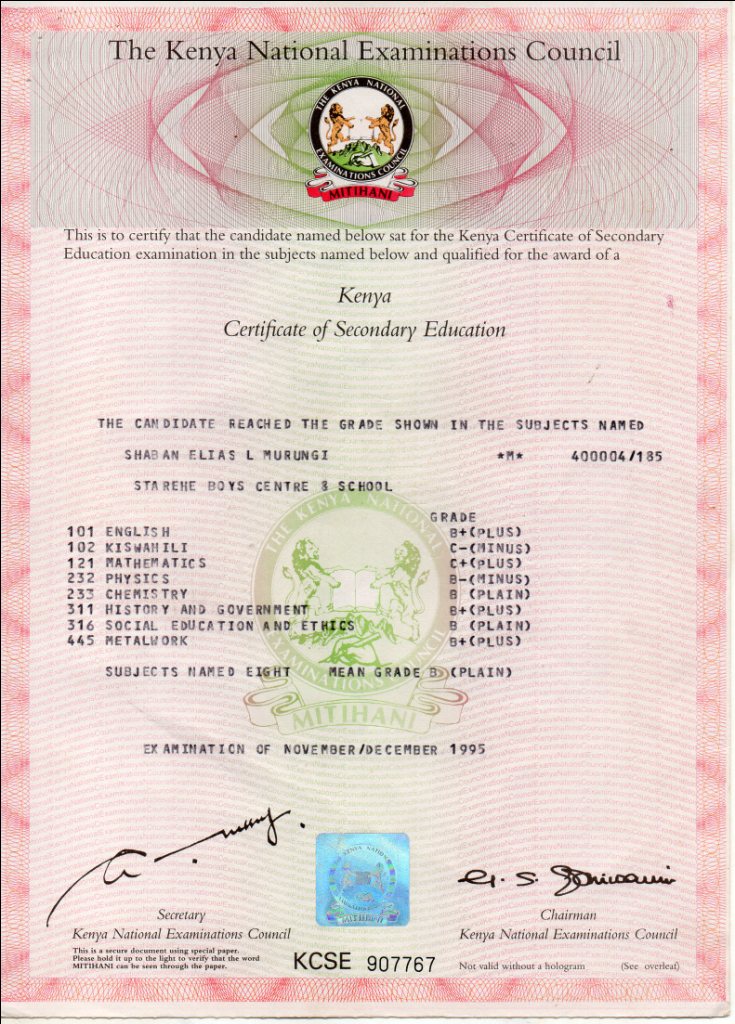 The Kenya National Examinations Council
THE KENYA NATIONAL
EXAMINATIONS COUNCIL
MITIHANI
This is to certify that the candidate named below sat for the Kenya Certificate of Secondary
Education examination in the subjects named below and qualified for the award of a
Kenya
Certificate of Secondary Education
THE CANDIDATE REACHED THE GRADE SHOWN IN THE SUBJECTS NAMED
SHABAN ELIAS L MURUNGI *M* 400004/185
STAREHE BOYS CENTRE & SCHOOL
GRADE
101 ENGLISH B+(PLUS)
102 KISWAHILI C-(MINUS)
121 MATHEMATICS C+(PLUS)
232 PHYSICS B-(MINUS)
233 CHEMISTRY B (PLAIN)
311 HISTORY AND GOVERNMENT B+(PLUS)
316 SOCIAL EDUCATION AND ETHICS B (PLAIN)
445 METALWORK B+(PLUS)
SUBJECTS NAMED EIGHT MEAN GRADE B (PLAIN)
THE KENYA NATIONAL
EXAMINATIONS COUNCIL
MITIHANI
EXAMINATION OF NOVEMBER/DECEMBER 1995
Secretary
Kenya National Examinations Council
Chairman
Kenya National Examinations Council
This is a secure document using special paper.
Please hold it up to the light to verify that the word
MITIHANI can be seen through the paper.
KCSE 907767
Not valid without a hologram (See overleaf)